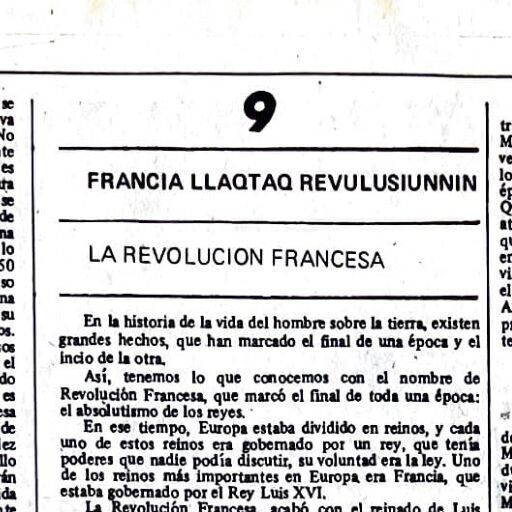 9
FRANCIA LLAQTAQ REVULUSIUNNIN
LA REVOLUCION FRANCESA
En la historia de la vida del hombre sobre la tierra, existen
grandes hechos, que han marcado el final de una época y el
incio de la otra.
Así, tenemos lo que conocemos con el nombre de
Revolución Francesa, que marcó el final de toda una época:
el absolutismo de los reyes.
En ese tiempo, Europa estaba dividido en reinos, y cada
uno de estos reinos era gobernado por un rey, que tenía
poderes que nadie podía discutir, su voluntad era la ley. Uno
de los reinos más importantes en Europa era Francia, que
estaba gobernado por el Rey Luis XVI.
La Revolución Francesa acabó con el reinado de Luis